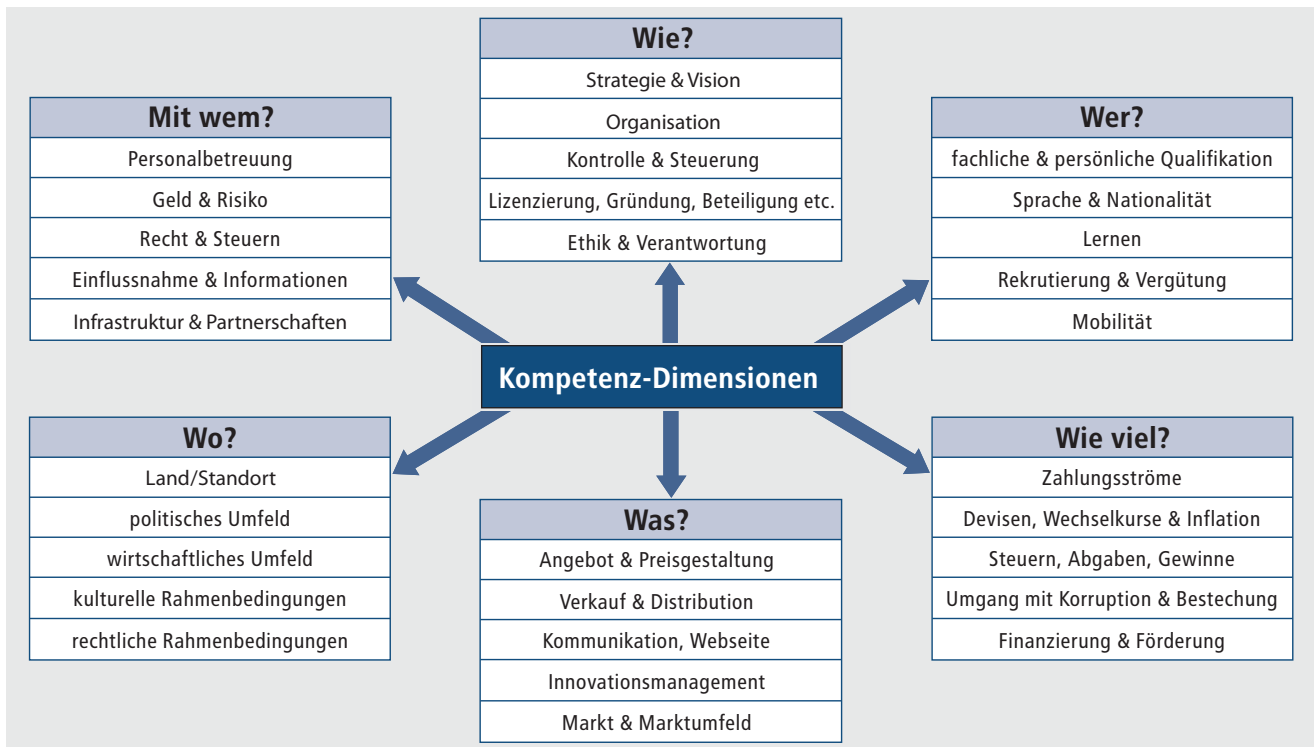 Wie?
Strategie & Vision
Organisation
Kontrolle & Steuerung
Lizenzierung, Gründung, Beteiligung etc.
Ethik & Verantwortung
Mit wem?
Personalbetreuung
Geld & Risiko
Recht & Steuern
Einflussnahme & Informationen
Infrastruktur & Partnerschaften
Wer?
fachliche & persönliche Qualifikation
Sprache & Nationalität
Lernen
Rekrutierung & Vergütung
Mobilität
Kompetenz-Dimensionen
Wo?
Land/Standort
politisches Umfeld
wirtschaftliches Umfeld
kulturelle Rahmenbedingungen
rechtliche Rahmenbedingungen
Was?
Angebot & Preisgestaltung
Verkauf & Distribution
Kommunikation, Webseite
Innovationsmanagement
Markt & Marktumfeld
Wie viel?
Zahlungsströme
Devisen, Wechselkurse & Inflation
Steuern, Abgaben, Gewinne
Umgang mit Korruption & Bestechung
Finanzierung & Förderung